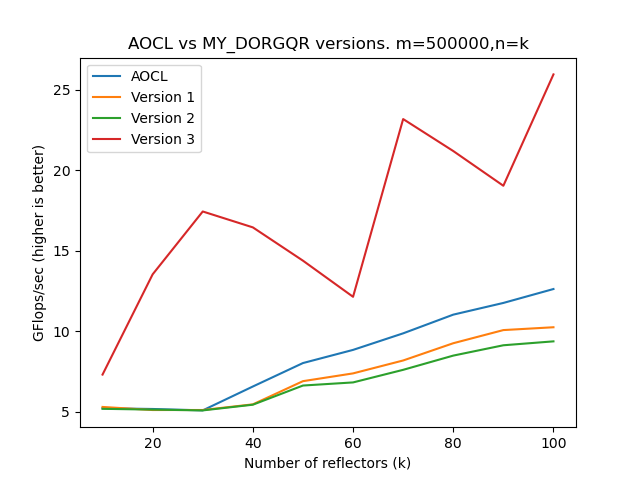 AOCL vs MY_DORGQR versions. m=500000,n=k
AOCL
Version 1
Version 2
Version 3
GFlops/sec (higher is better)
25
20
15
10
5
20 40 60 80 100
Number of reflectors (k)